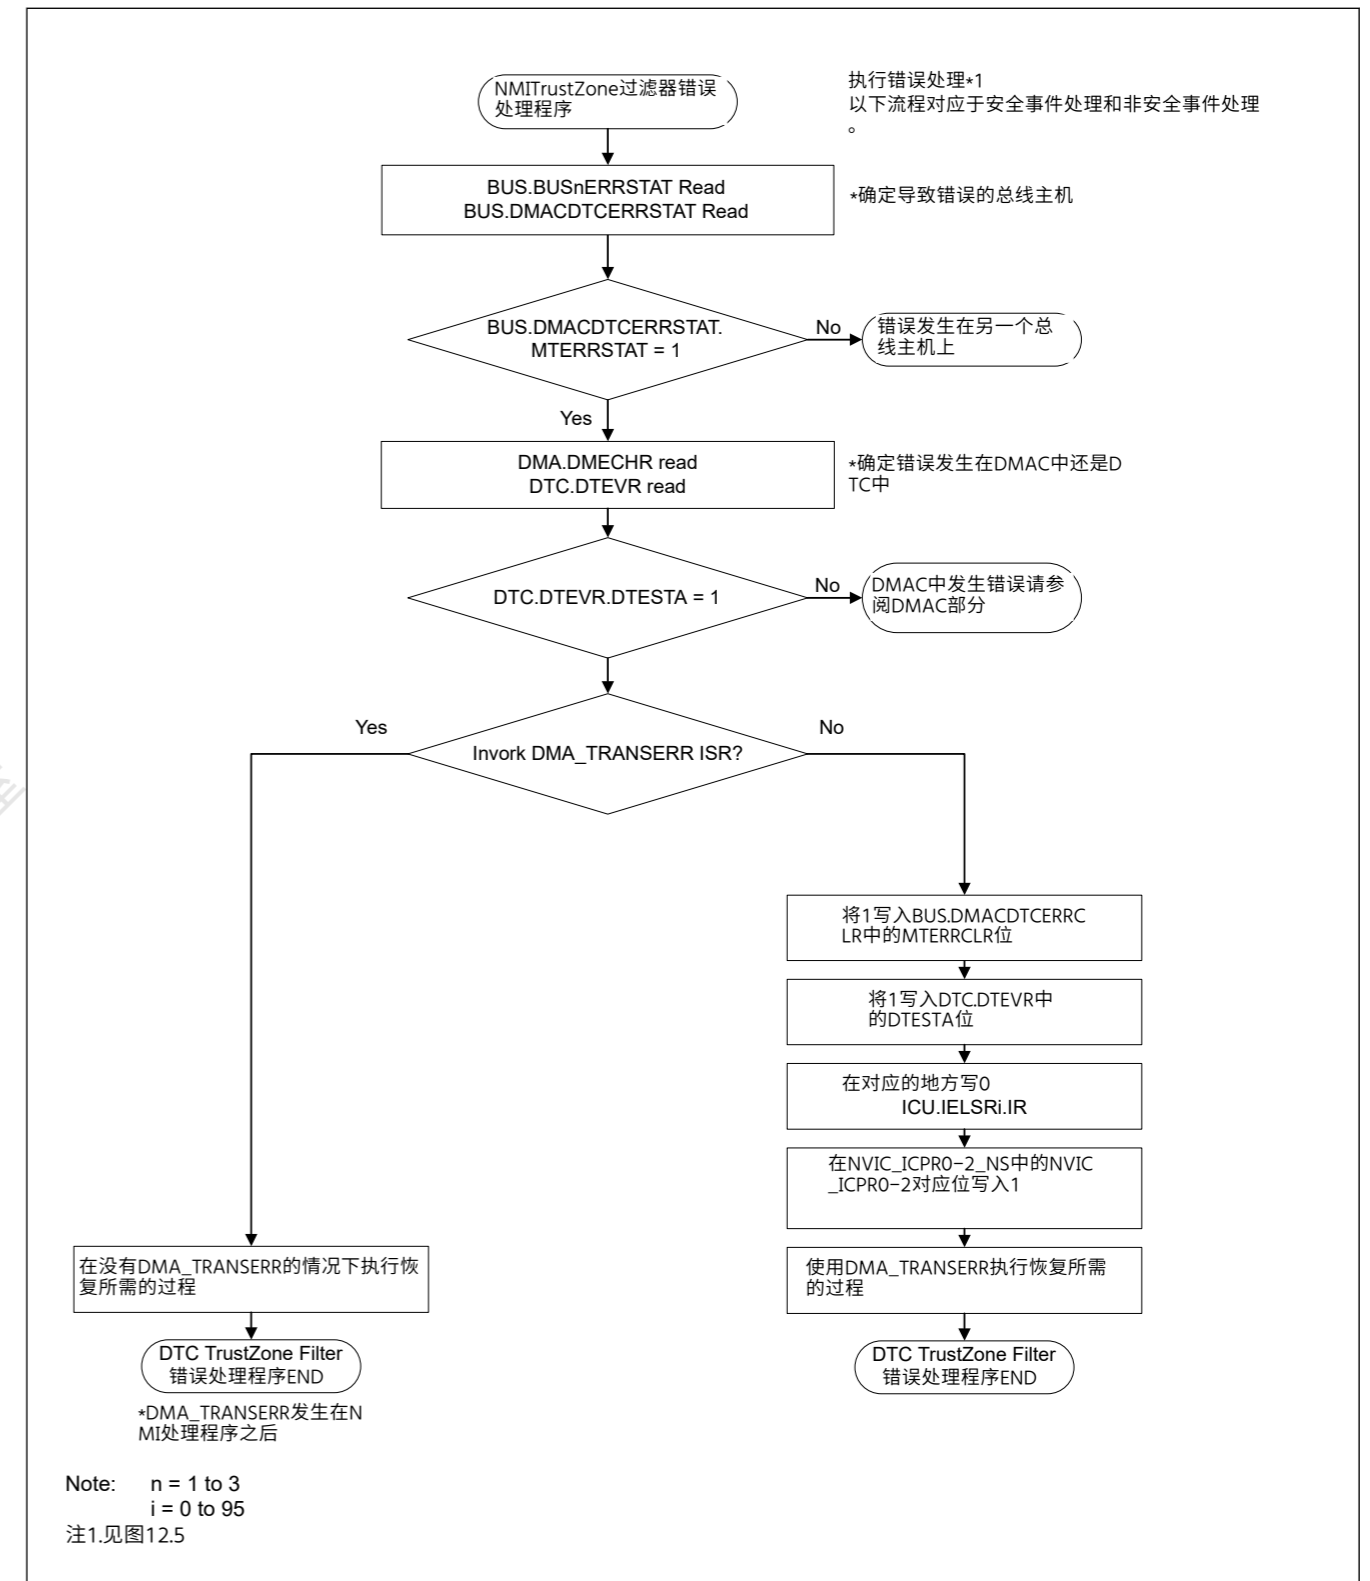 NMITrustZone过滤器错误
处理程序
执行错误处理*1
以下流程对应于安全事件处理和非安全事件处理
。
BUS.BUSnERRSTAT Read
BUS.DMACDTCERRSTAT Read
*确定导致错误的总线主机
BUS.DMACDTCERRSTAT.
MTERRSTAT = 1
No
错误发生在另一个总
线主机上
Yes
DMA.DMECHR read
DTC.DTEVR read
*确定错误发生在DMAC中还是D
TC中
DTC.DTEVR.DTESTA = 1
No
DMAC中发生错误请参
阅DMAC部分
Yes
Invork DMA_TRANSERR ISR?
No
将1写入BUS.DMACDTCERRC
LR中的MTERRCLR位
将1写入DTC.DTEVR中
的DTESTA位
在对应的地方写0
ICU.IELSRi.IR
在NVIC_ICPR0−2_NS中的NVIC
_ICPR0−2对应位写入1
在没有DMA_TRANSERR的情况下执行恢
复所需的过程
使用DMA_TRANSERR执行恢复所需
的过程
DTC TrustZone Filter
错误处理程序END
DTC TrustZone Filter
错误处理程序END
*DMA_TRANSERR发生在N
MI处理程序之后
Note: n = 1 to 3
i = 0 to 95
注1.见图12.5